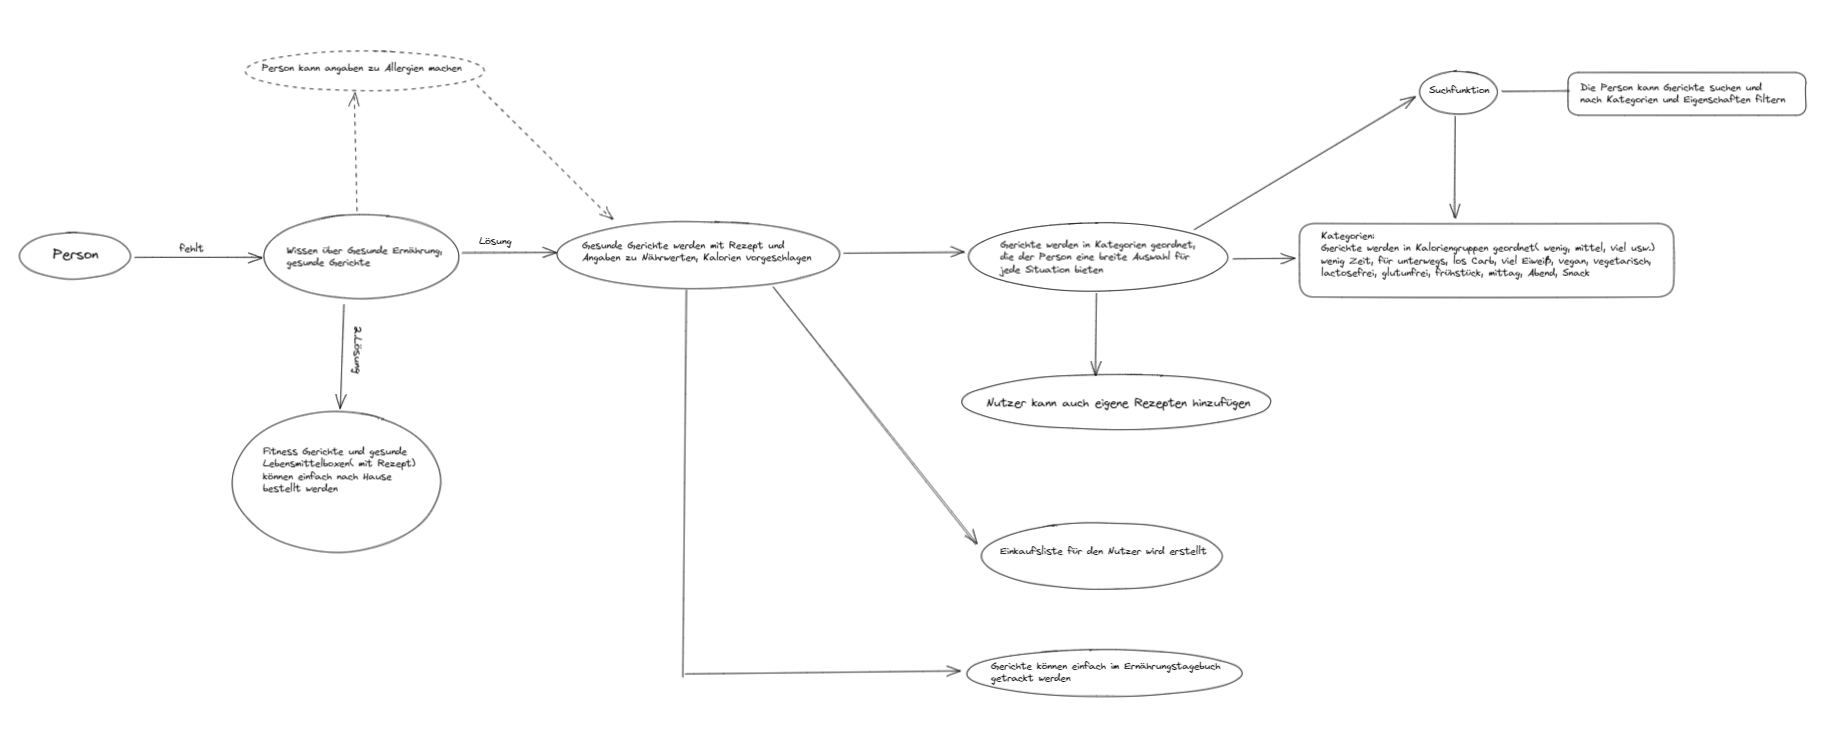 Person kann angaben zu Allergien machen
Suchfunktion
Die Person kann Gerichte suchen und
nach Kategorien und Eigenschaften filtern
Person
fehlt
Wissen über Gesunde Ernährung,
gesunde Gerichte
Lösung
Gesunde Gerichte werden mit Rezept und
Angaben zu Nährwerten, Kalorien vorgeschlagen
Gerichte werden in Kategorien geordnet,
die der Person eine breite Auswahl für
jede Situation bieten
Kategorien:
Gerichte werden in Kaloriengruppen geordnet( wenig, mittel, viel usw.)
wenig Zeit, für unterwegs, los Carb, viel Eiweiß, vegan, vegetarisch,
lactosefrei, glutunfrei, frühstück, mittag, Abend, Snack
2.Lösung
Nutzer kann auch eigene Rezepten hinzufügen
Fitness Gerichte und gesunde
Lebensmittelboxen( mit Rezept)
können einfach nach Hause
bestellt werden
Einkaufsliste für den Nutzer wird erstellt
Gerichte können einfach im Ernährungstagebuch
getrackt werden